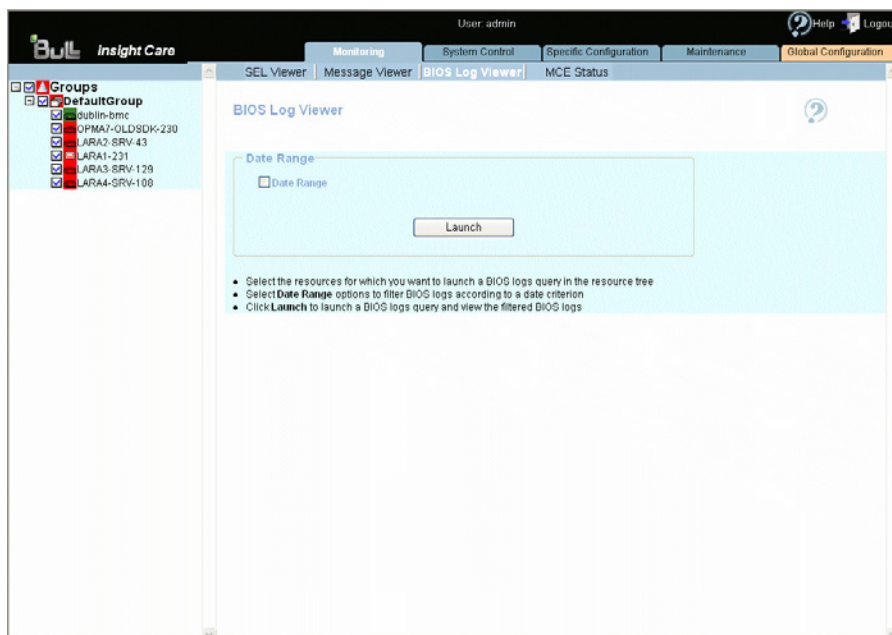 User: admin
Help Logou
Bull Insight Care
Monitoring System Control Specific Configuration Maintenance Global Configuration
SEL Viewer Message Viewer BIOS Log Viewer MCE Status
Groups
DefaultGroup
dublin-bmc
OPMA7-OLDSDK-230
LARA2-SRV-43
LARA1-231
LARA3-SRV-129
LARA4-SRV-108
BIOS Log Viewer
Date Range
Date Range
Launch
Select the resources for which you want to launch a BIOS logs query in the resource tree
Select Date Range options to filter BIOS logs according to a date criterion
Click Launch to launch a BIOS logs query and view the filtered BIOS logs